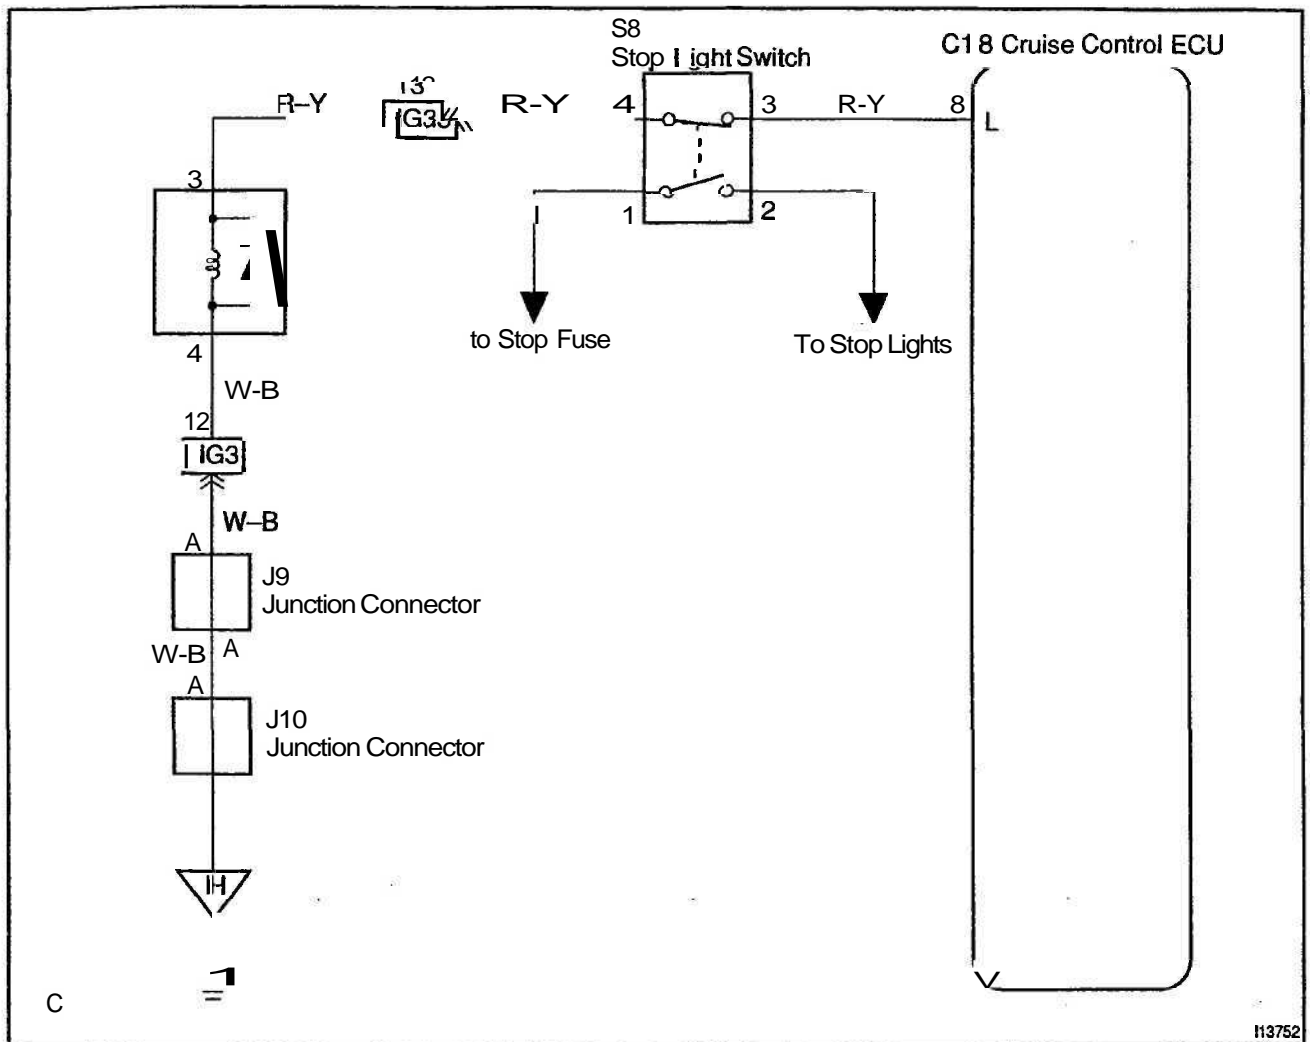 S8
Stop Light Switch
C18 Cruise Control ECU
R-Y
IG3
R-Y
4
3
R-Y
8
L
3
1
2
to Stop Fuse
To Stop Lights
4
W-B
12
IG3
W-B
A
J9
Junction Connector
W-B
A
A
J10
Junction Connector
IH
C
I13752